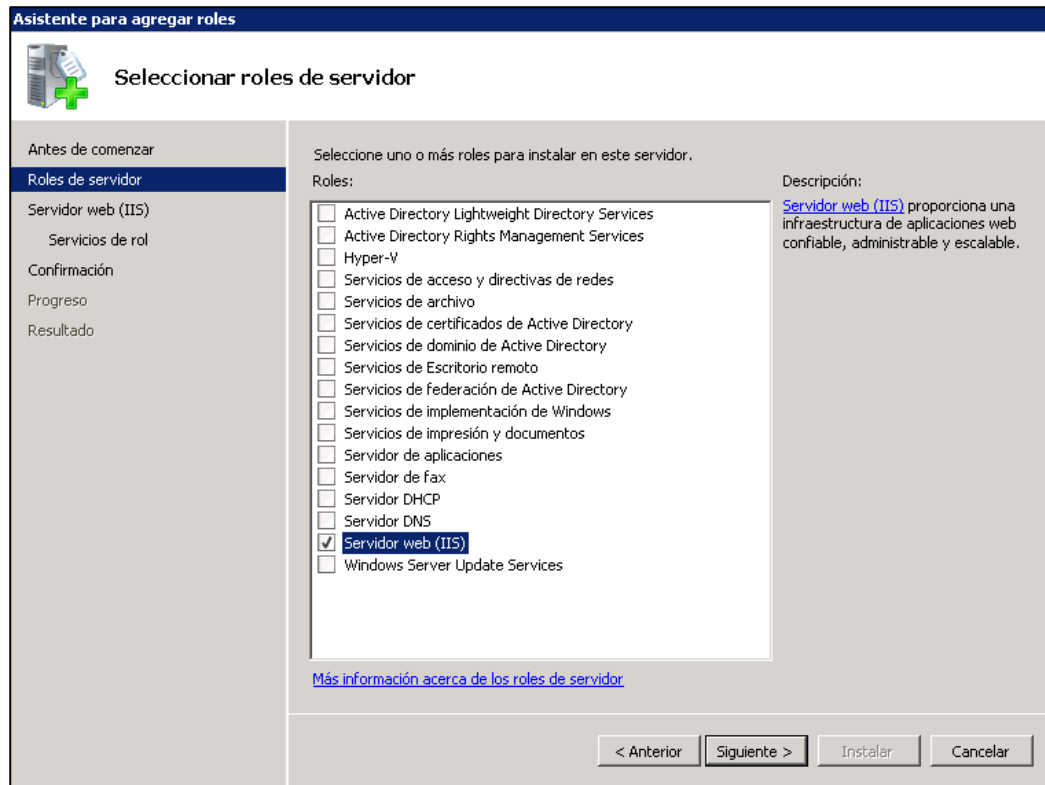 Asistente para agregar roles
Seleccionar roles de servidor
Antes de comenzar
Roles de servidor
Servidor web (IIS)
Servicios de rol
Confirmación
Progreso
Resultado
Seleccione uno o más roles para instalar en este servidor.
Roles:
Active Directory Lightweight Directory Services
Active Directory Rights Management Services
Hyper-V
Servicios de acceso y directivas de redes
Servicios de archivo
Servicios de certificados de Active Directory
Servicios de dominio de Active Directory
Servicios de Escritorio remoto
Servicios de federación de Active Directory
Servicios de implementación de Windows
Servicios de impresión y documentos
Servidor de aplicaciones
Servidor de fax
Servidor DHCP
Servidor DNS
Servidor web (IIS)
Windows Server Update Services
Más información acerca de los roles de servidor
Descripción:
Servidor web (IIS) proporciona una
infraestructura de aplicaciones web
confiable, administrable y escalable.
< Anterior
Siguiente >
Instalar
Cancelar